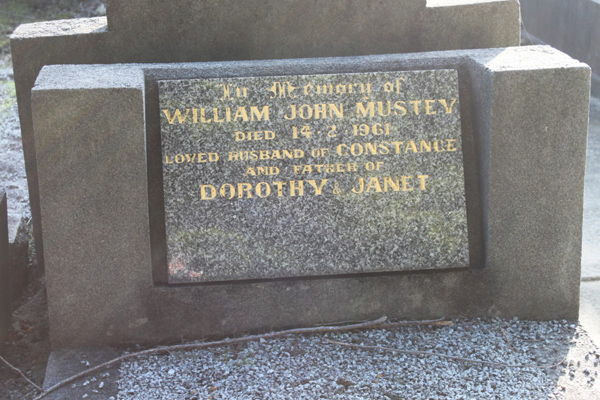 In Memory of
WILLIAM JOHN MUSTEY
DIED 14·2·1961
LOVED HUSBAND OF CONSTANCE
AND FATHER OF
DOROTHY & JANET